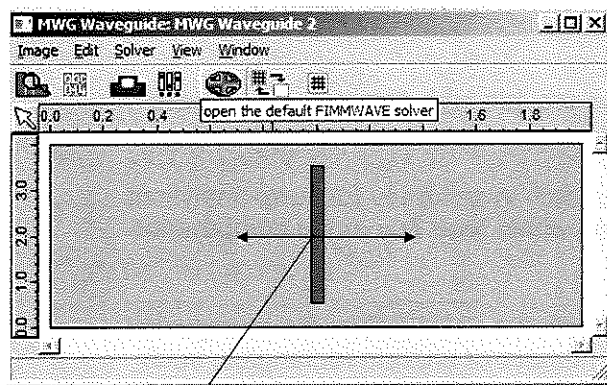 MWG Waveguide: MWG Waveguide 2
Image Edit Solver View Window
open the default FIMMWAVE solver
0.0 0.2 0.4 1.6 1.8
3.0
2.0
1.0
0.0